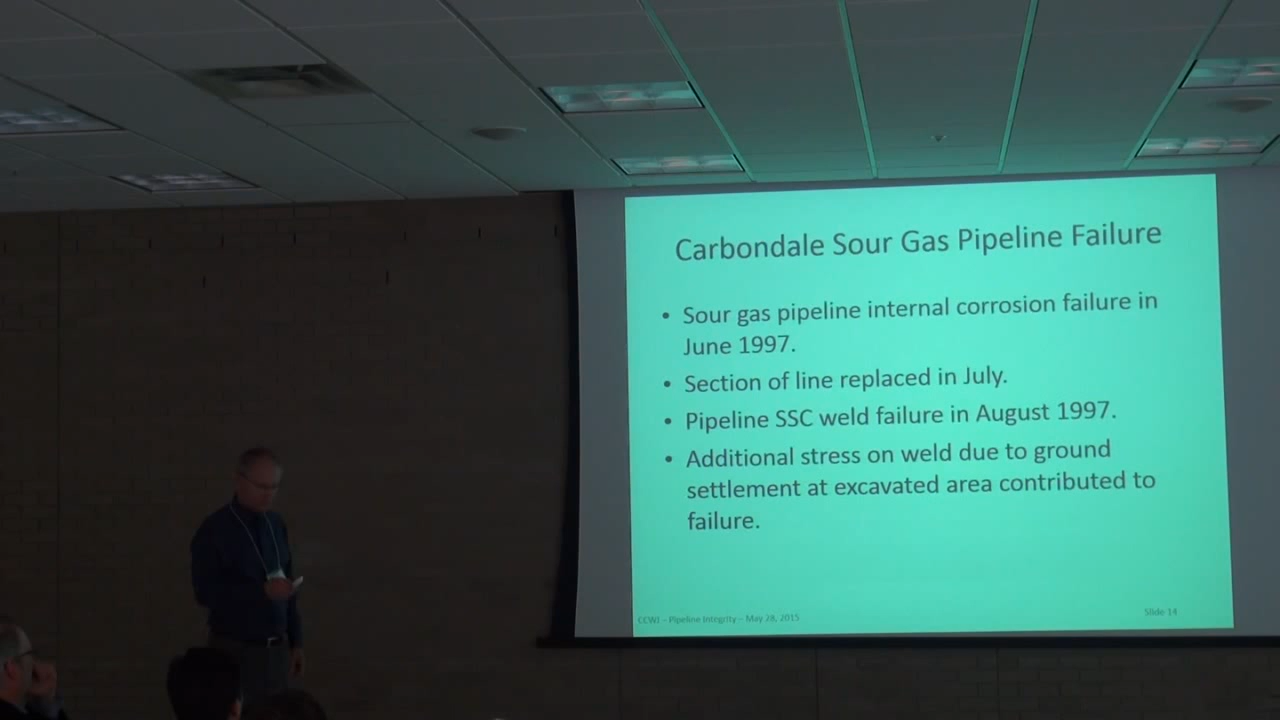 Carbondale Sour Gas Pipeline Failure
• Sour gas pipeline internal corrosion failure in
June 1997.
• Section of line replaced in July.
• Pipeline SSC weld failure in August 1997.
• Additional stress on weld due to ground
settlement at excavated area contributed to
failure.
CCWJ – Pipeline Integrity – May 28, 2015
Slide 14